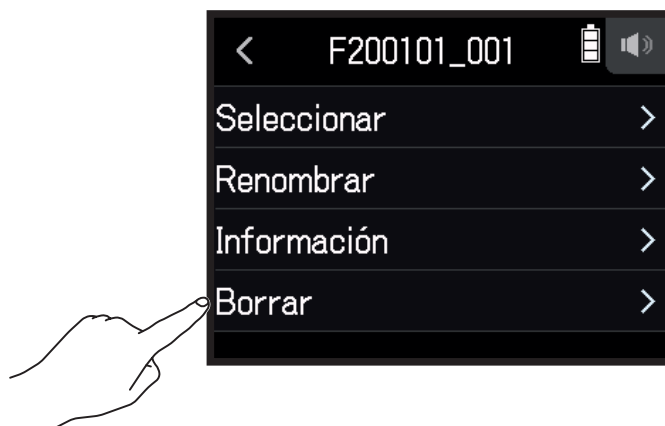 F200101_001
Seleccionar
Renombrar
Información
Borrar